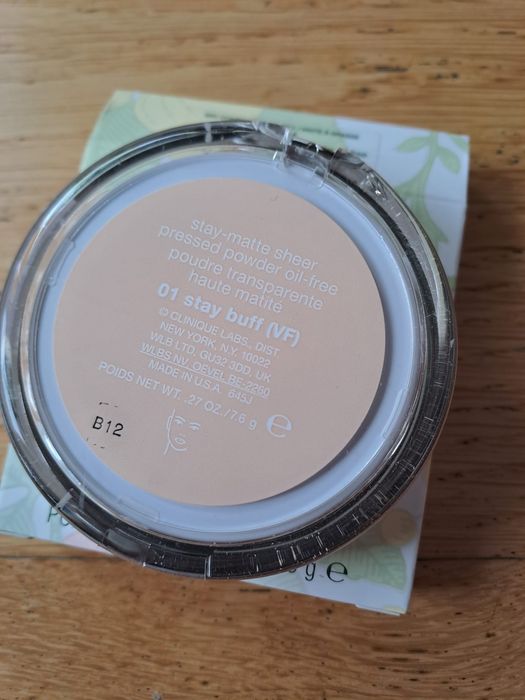 stay-matte sheer
pressed powder oil-free
poudre transparente
haute matité
01 stay buff (VF)
© CLINIQUE LABS, DIST
NEW YORK, N.Y. 10022
WLB LTD, GU32 3DD, UK
WLBS NV, OEVEL BE-2260
MADE IN U.S.A. 645J
POIDS NET WT. .27 OZ./7.6 g ℮
B12
g ℮